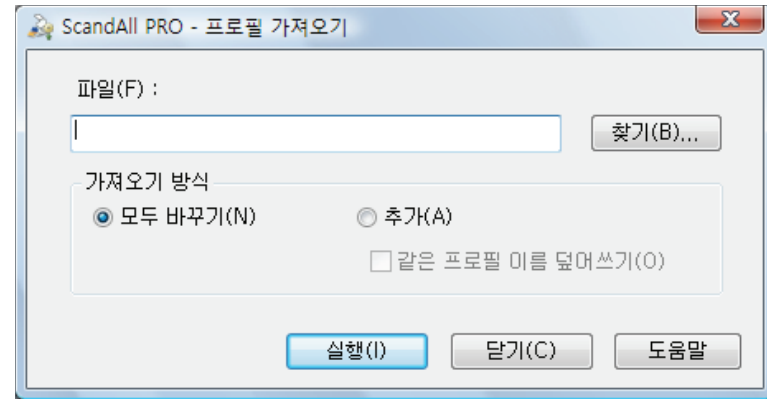 ScandAll PRO - 프로필 가져오기
파일(F) :
찾기(B)...
가져오기 방식
모두 바꾸기(N) 추가(A)
같은 프로필 이름 덮어쓰기(O)
실행(I) 닫기(C) 도움말